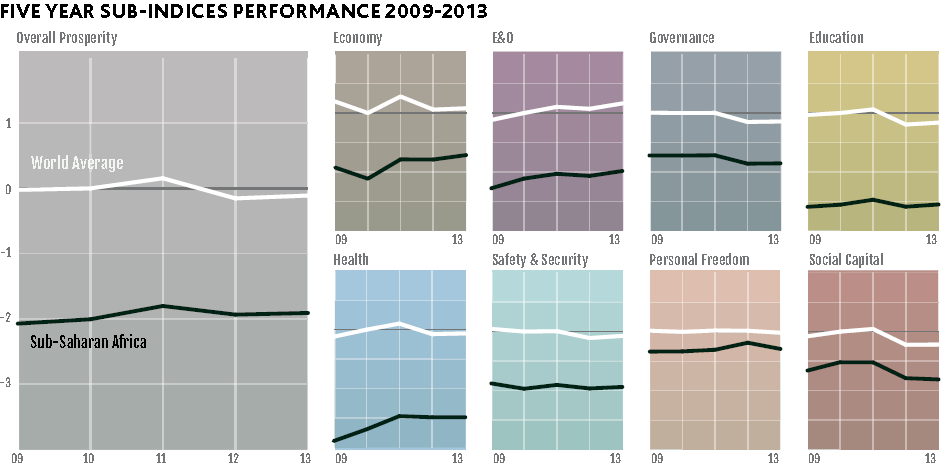 FIVE YEAR SUB-INDICES PERFORMANCE 2009-2013
Overall Prosperity
Economy
E&O
Governance
Education
1
World Average
0
-1
-2
Sub-Saharan Africa
-3
09 10 11 12 13
09 13
09 13
09 13
09 13
Health
Safety & Security
Personal Freedom
Social Capital
09 13
09 13
09 13
09 13